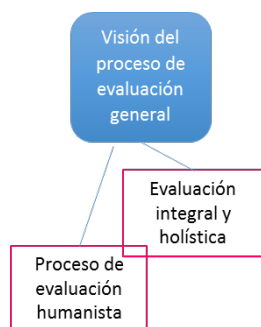 Visión del
proceso de
evaluación
general
Evaluación
integral y
holística
Proceso de
evaluación
humanista